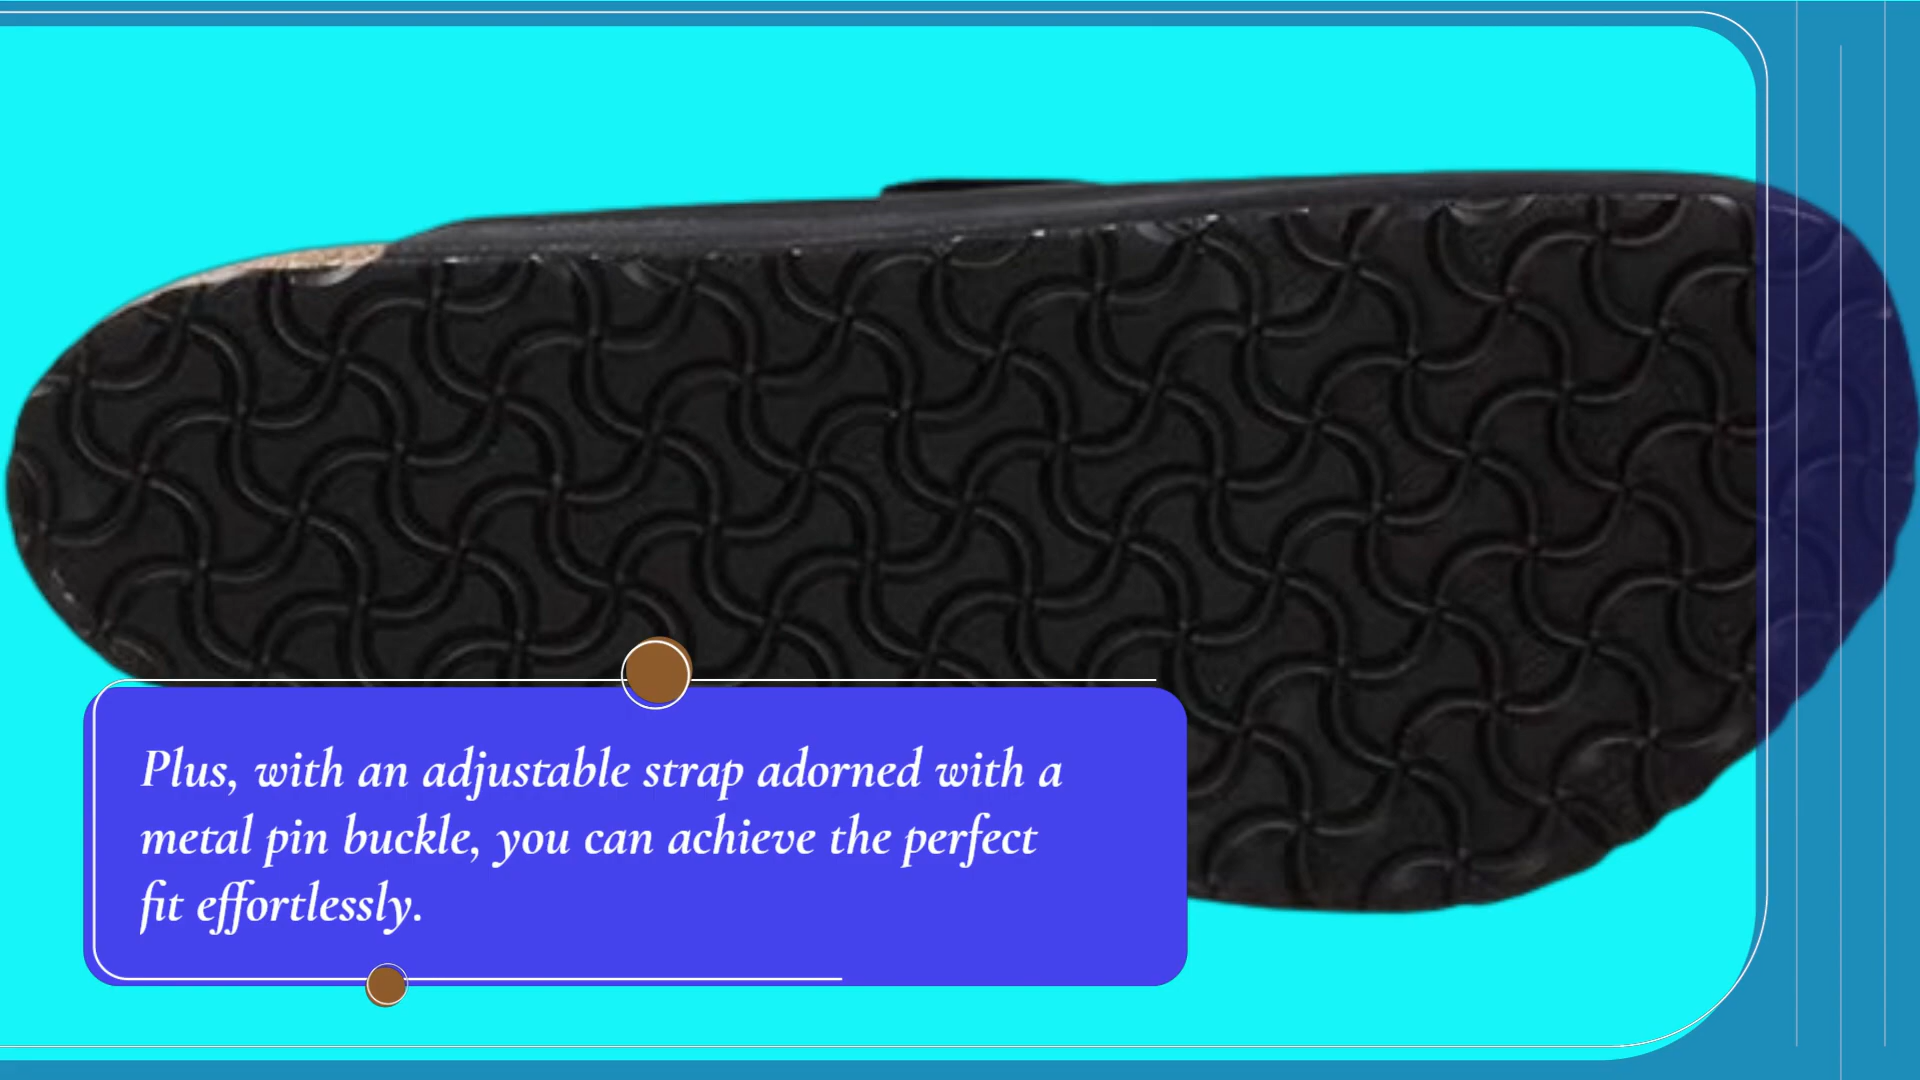 Plus, with an adjustable strap adorned with a
metal pin buckle, you can achieve the perfect
fit effortlessly.